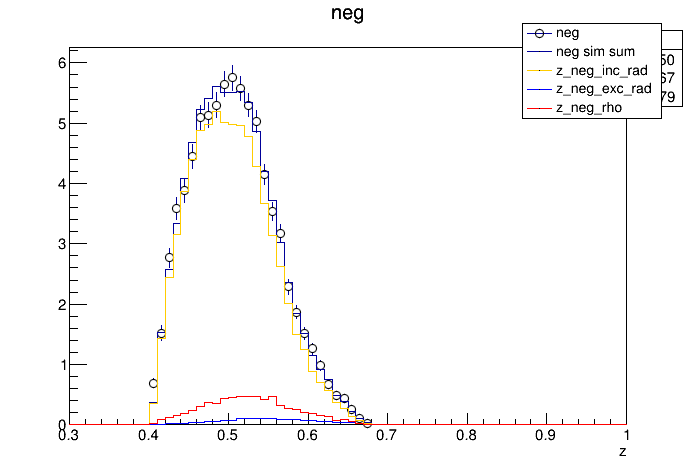 neg
neg
neg sim sum
z_neg_inc_rad
z_neg_exc_rad
z_neg_rho
50
67
79
6
5
4
3
2
1
0
0.3 0.4 0.5 0.6 0.7 0.8 0.9 1
z